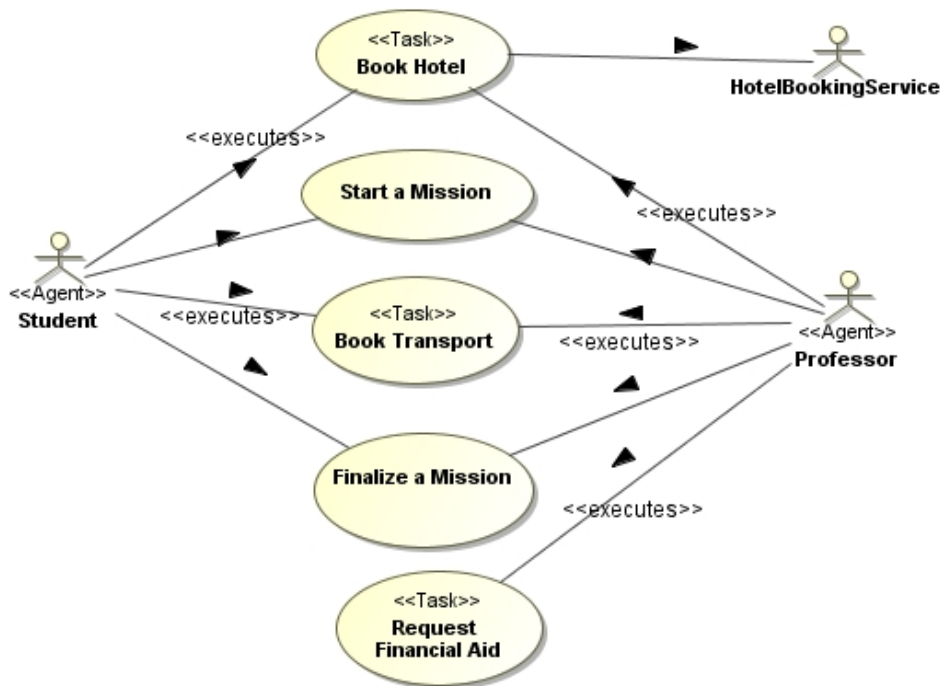 <<Task>>
Book Hotel
HotelBookingService
<<executes>>
Start a Mission
<<executes>>
<<Agent>>
Student
<<executes>>
<<Task>>
Book Transport
<<executes>>
<<Agent>>
Professor
Finalize a Mission
<<executes>>
<<Task>>
Request
Financial Aid